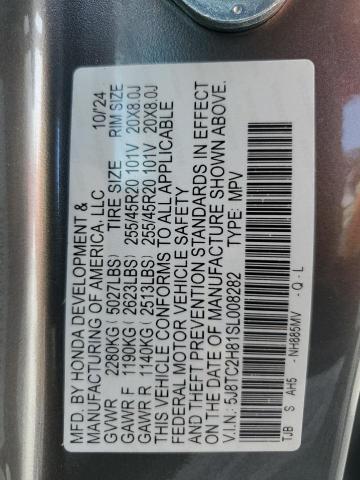 MFD. BY HONDA DEVELOPMENT &
MANUFACTURING OF AMERICA, LLC 10/24
GVWR 2280KG (5027LBS) TIRE SIZE RIM SIZE
GAWR F 1190KG (2623LBS) 255/45R20 101V 20X8.0J
GAWR R 1140KG (2513LBS) 255/45R20 101V 20X8.0J
THIS VEHICLE CONFORMS TO ALL APPLICABLE
FEDERAL MOTOR VEHICLE SAFETY
AND THEFT PREVENTION STANDARDS IN EFFECT
ON THE DATE OF MANUFACTURE SHOWN ABOVE.
V.I.N.: 5J8TC2H81SL008282 TYPE: MPV
TJB S AH5 - NH885MV - Q - L